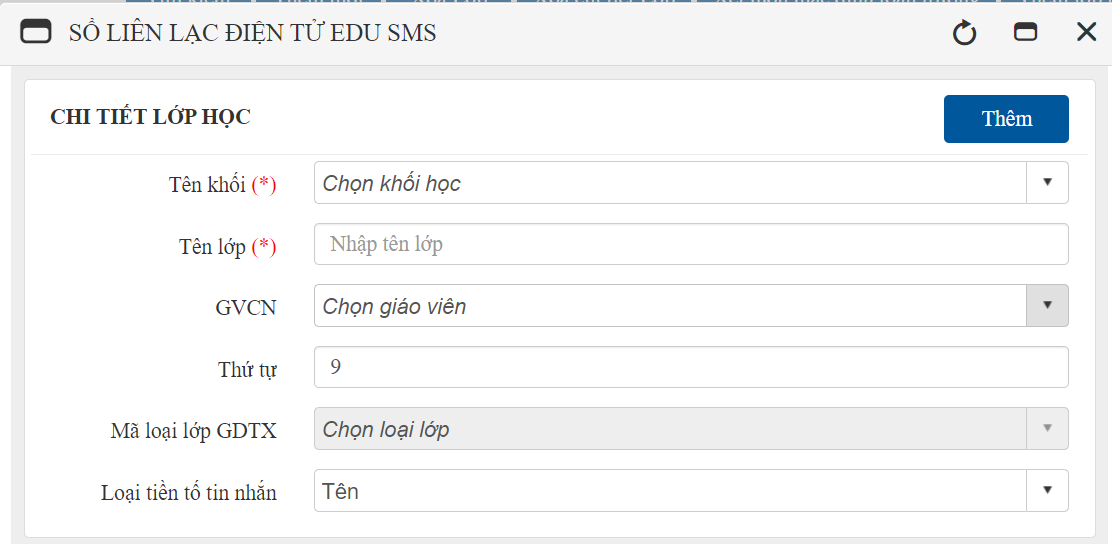 SỔ LIÊN LẠC ĐIỆN TỬ EDU SMS
CHI TIẾT LỚP HỌC
Thêm
Tên khối (*)
Chọn khối học
Tên lớp (*)
Nhập tên lớp
GVCN
Chọn giáo viên
Thứ tự
9
Mã loại lớp GDTX
Chọn loại lớp
Loại tiền tố tin nhắn
Tên